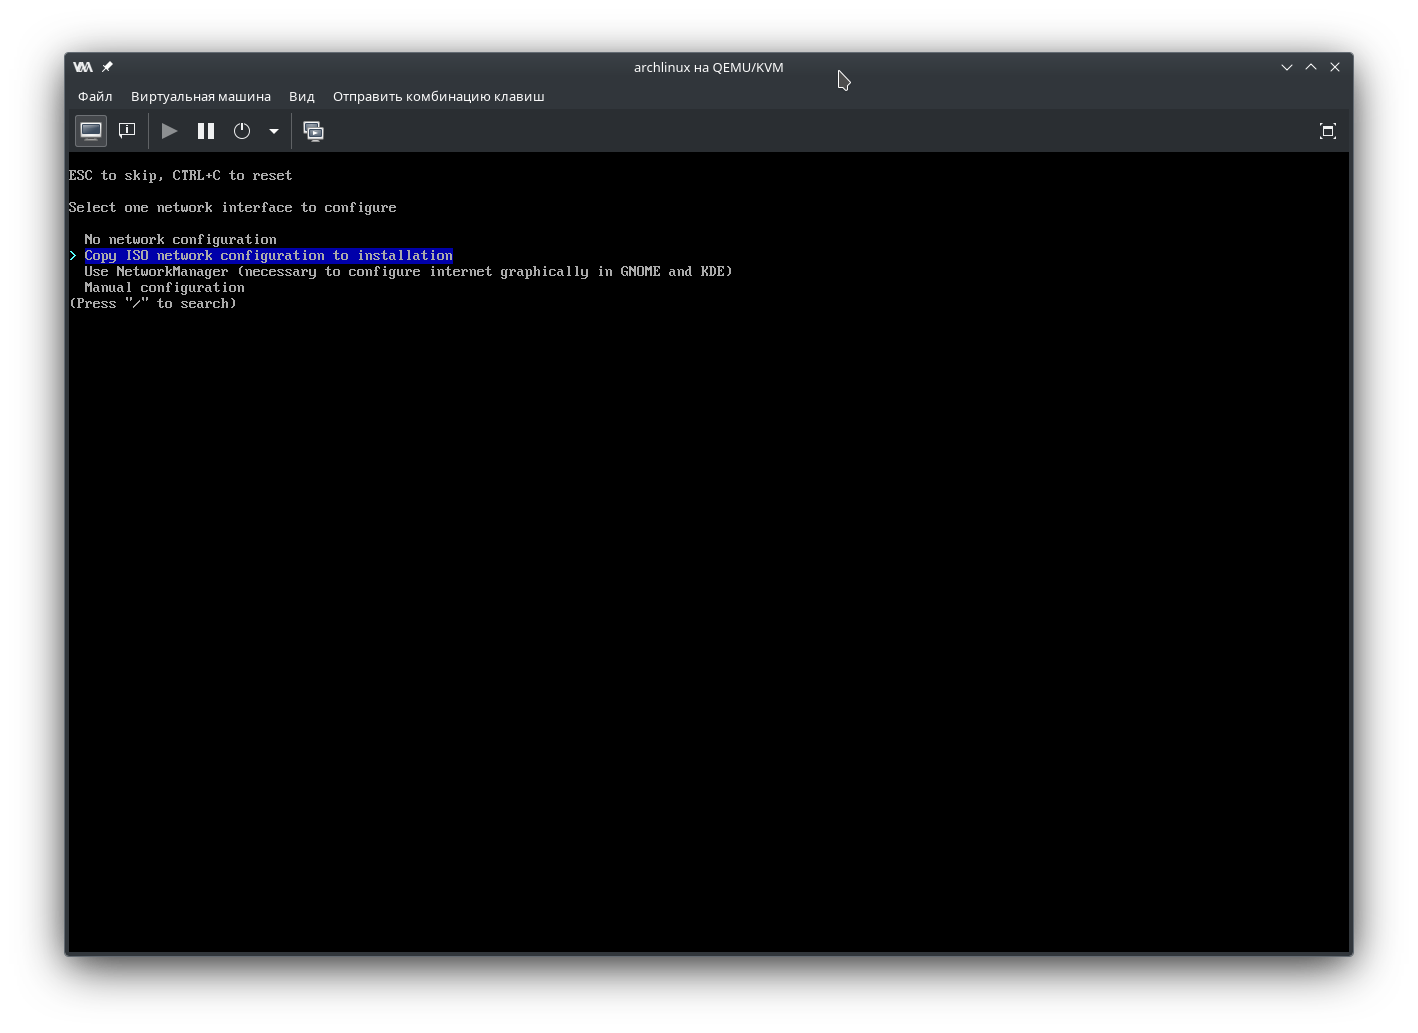 archlinux на QEMU/KVM
Файл Виртуальная машина Вид Отправить комбинацию клавиш
ESC to skip, CTRL+C to reset
Select one network interface to configure
No network configuration
> Copy ISO network configuration to installation
Use NetworkManager (necessary to configure internet graphically in GNOME and KDE)
Manual configuration
(Press "/" to search)